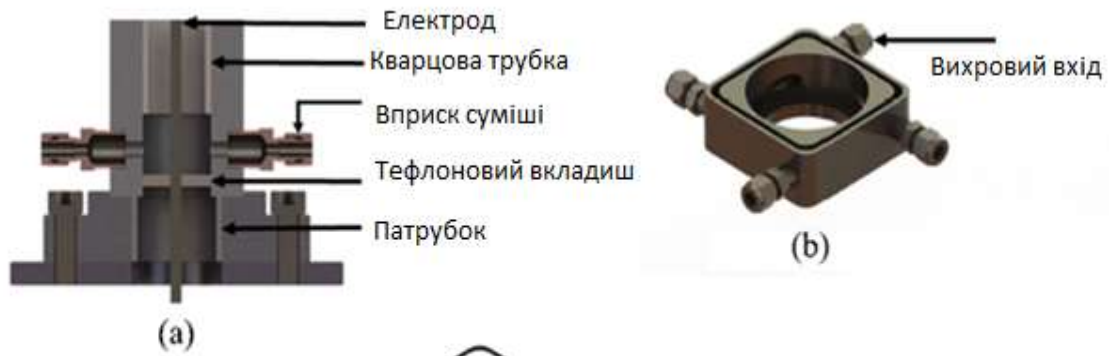 Електрод
Кварцова трубка
Вприск суміші
Тефлоновий вкладиш
Патрубок
(a)
Вихровий вхід
(b)